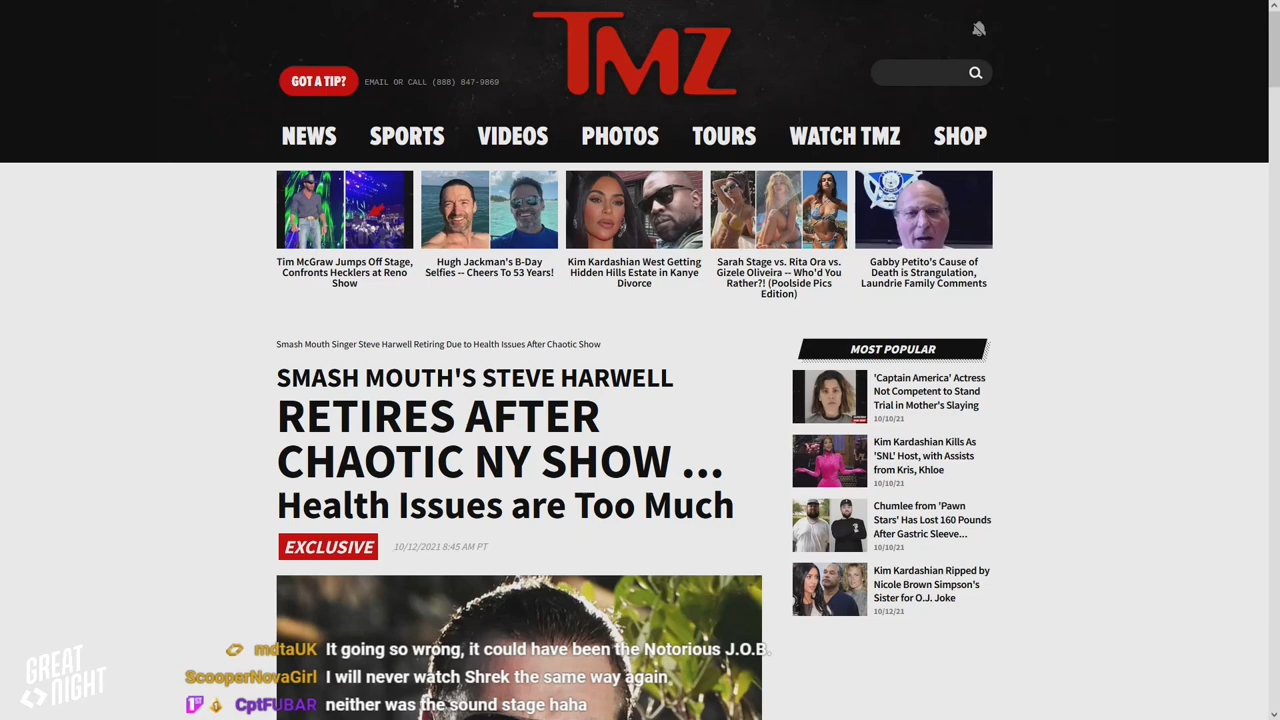 TMZ
GOT A TIP?
EMAIL OR CALL (888) 847-9869
NEWS
SPORTS
VIDEOS
PHOTOS
TOURS
WATCH TMZ
SHOP
Tim McGraw Jumps Off Stage,
Confronts Hecklers at Reno
Show
Hugh Jackman's B-Day
Selfies -- Cheers To 53 Years!
Kim Kardashian West Getting
Hidden Hills Estate in Kanye
Divorce
Sarah Stage vs. Rita Ora vs.
Gizele Oliveira -- Who'd You
Rather?! (Poolside Pics
Edition)
Gabby Petito's Cause of
Death is Strangulation,
Laundrie Family Comments
Smash Mouth Singer Steve Harwell Retiring Due to Health Issues After Chaotic Show
SMASH MOUTH'S STEVE HARWELL
RETIRES AFTER
CHAOTIC NY SHOW ...
Health Issues are Too Much
EXCLUSIVE
10/12/2021 8:45 AM PT
MOST POPULAR
'Captain America' Actress
Not Competent to Stand
Trial in Mother's Slaying
10/10/21
Kim Kardashian Kills As
'SNL' Host, with Assists
from Kris, Khloe
10/10/21
Chumlee from 'Pawn
Stars' Has Lost 160 Pounds
After Gastric Sleeve...
10/10/21
Kim Kardashian Ripped by
Nicole Brown Simpson's
Sister for O.J. Joke
10/12/21
GREAT
NIGHT
mdtaUK It going so wrong, it could have been the Notorious J.O.B.
ScooperNovaGirl I will never watch Shrek the same way again
CptFUBAR neither was the sound stage haha